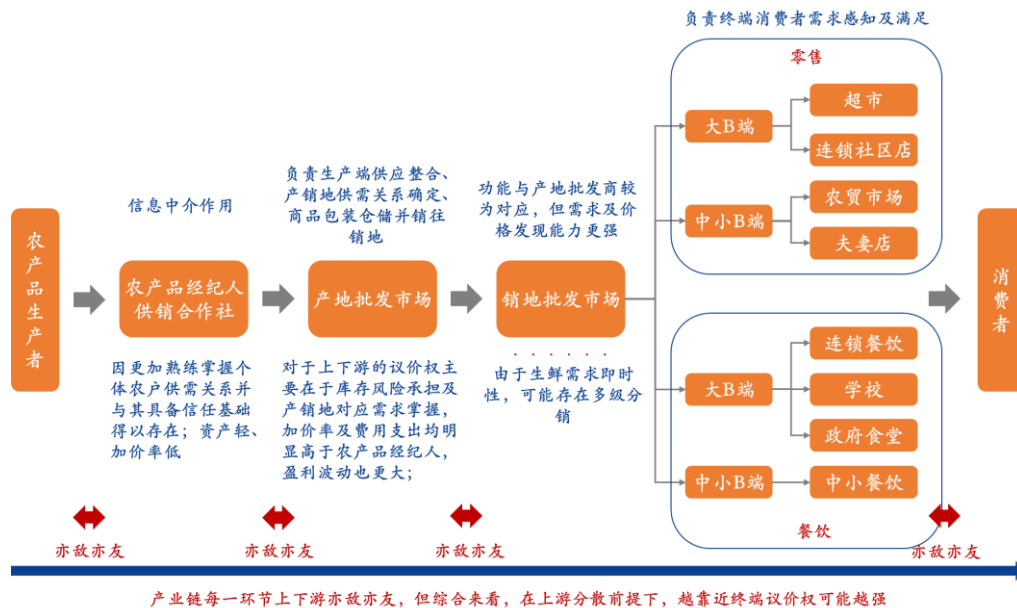 负责终端消费者需求感知及满足
零售
超市
大B端
连锁社区店
农贸市场
中小B端
夫妻店
农产品生产者
信息中介作用
农产品经纪人
供销合作社
因更加熟练掌握个
体农户供需关系并
与其具备信任基础
得以存在；资产轻、
加价率低
负责生产端供应整合、
产销地供需关系确定、
商品包装仓储并销往
销地
产地批发市场
对于上下游的议价权主
要在于库存风险承担及
产销地对应需求掌握，
加价率及费用支出均明
显高于农产品经纪人，
盈利波动也更大；
功能与产地批发商较
为对应，但需求及价
格发现能力更强
销地批发市场
......
由于生鲜需求即时
性，可能存在多级分
销
连锁餐饮
大B端
学校
政府食堂
中小B端
中小餐饮
餐饮
消费者
亦敌亦友
亦敌亦友
亦敌亦友
亦敌亦友
产业链每一环节上下游亦敌亦友，但综合来看，在上游分散前提下，越靠近终端议价权可能越强